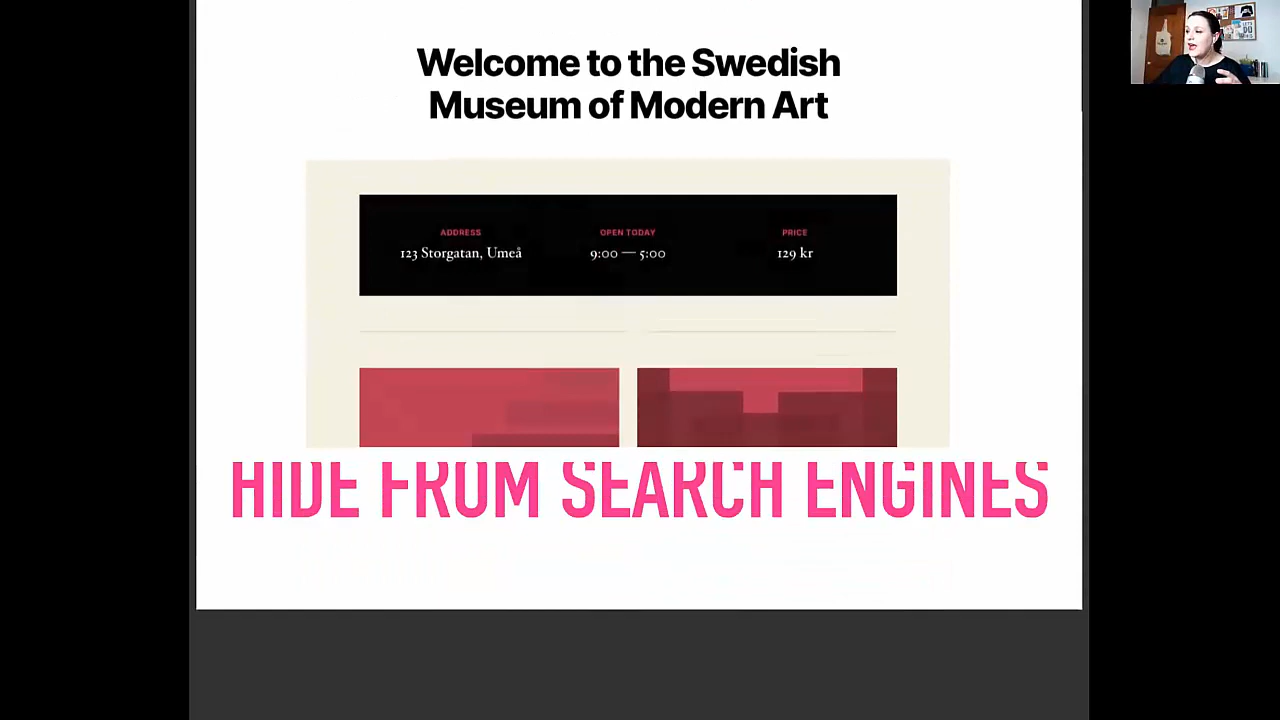 Welcome to the Swedish
Museum of Modern Art
ADDRESS OPEN TODAY PRICE
123 Storgatan, Umeå 9:00 — 5:00 129 kr
HIDE FROM SEARCH ENGINES